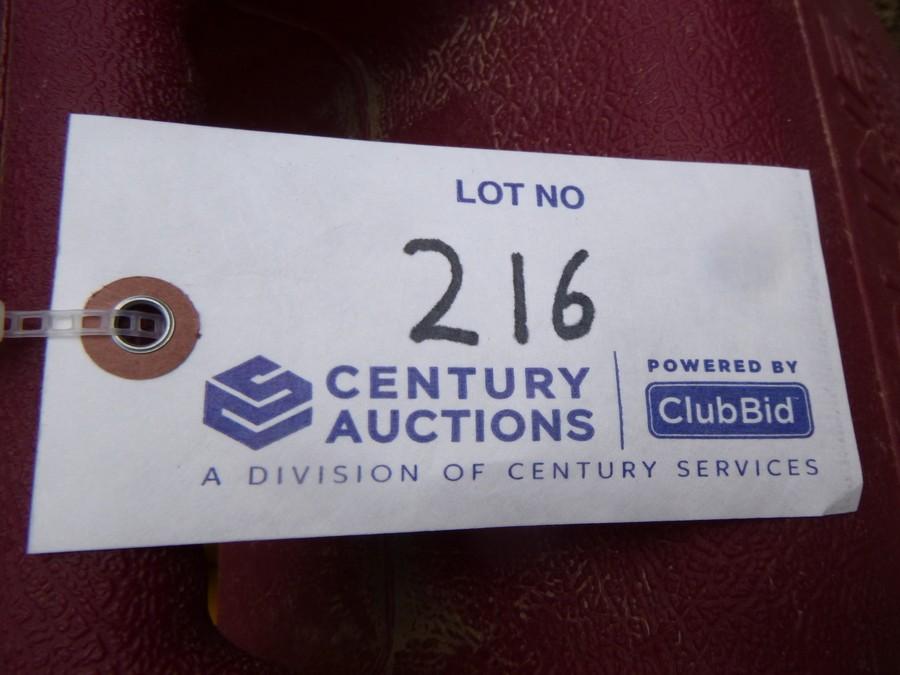 LOT NO
216
CENTURY
AUCTIONS
POWERED BY
ClubBid
A DIVISION OF CENTURY SERVICES